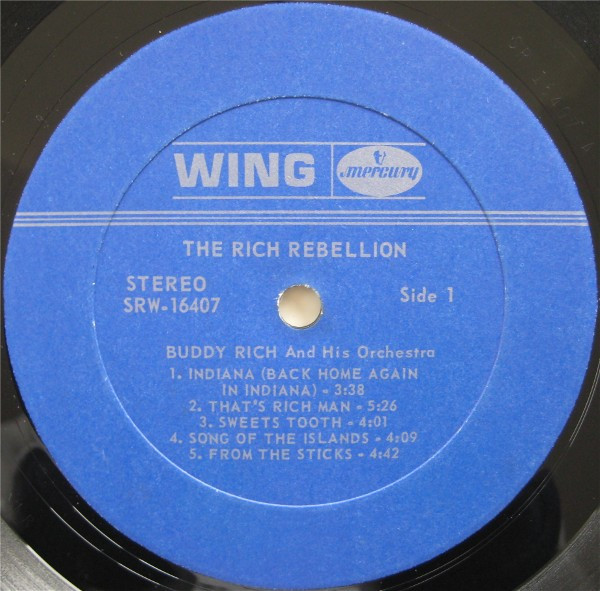 WING
mercury
THE RICH REBELLION
STEREO
SRW-16407
Side 1
BUDDY RICH And His Orchestra
1. INDIANA (BACK HOME AGAIN
IN INDIANA) - 3:38
2. THAT'S RICH MAN - 5:26
3. SWEETS TOOTH - 4:01
4. SONG OF THE ISLANDS - 4:09
5. FROM THE STICKS - 4:42